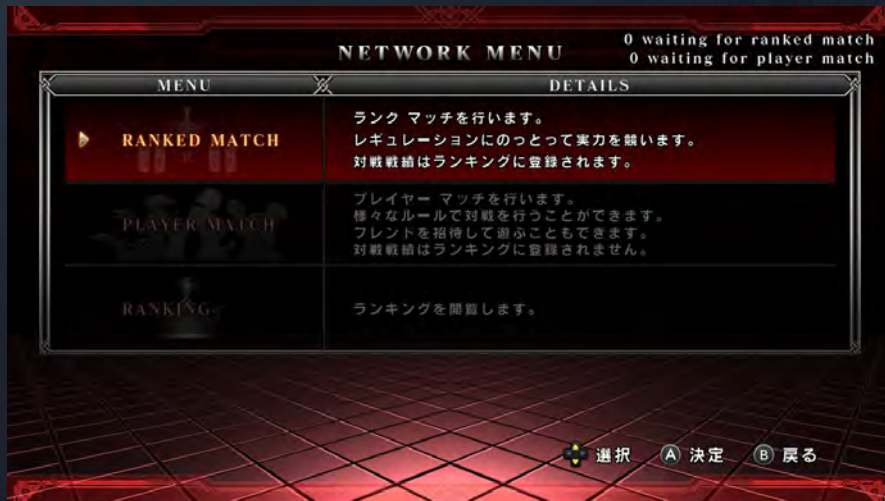 NETWORK MENU
0 waiting for ranked match
0 waiting for player match
MENU
DETAILS
RANKED MATCH
ランク マッチを行います。
レギュレーションにのっとって実力を競います。
対戦戦績はランキングに登録されます。
PLAYER MATCH
プレイヤー マッチを行います。
様々なルールで対戦を行うことができます。
フレンドを招待して遊ぶこともできます。
対戦戦績はランキングに登録されません。
RANKING
ランキングを閲覧します。
選択 A 決定 B 戻る